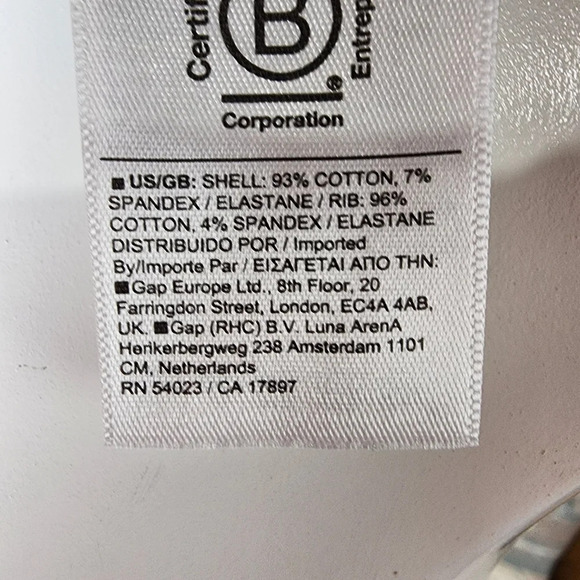 Certif
B
Entrep
®
Corporation
■ US/GB: SHELL: 93% COTTON, 7%
SPANDEX / ELASTANE / RIB: 96%
COTTON, 4% SPANDEX / ELASTANE
DISTRIBUIDO POR / Imported
By/Importe Par / ΕΙΣΑΓΕΤΑΙ ΑΠΟ ΤΗΝ:
■ Gap Europe Ltd., 8th Floor, 20
Farringdon Street, London, EC4A 4AB,
UK. ■ Gap (RHC) B.V. Luna ArenA
Herikerbergweg 238 Amsterdam 1101
CM, Netherlands
RN 54023 / CA 17897